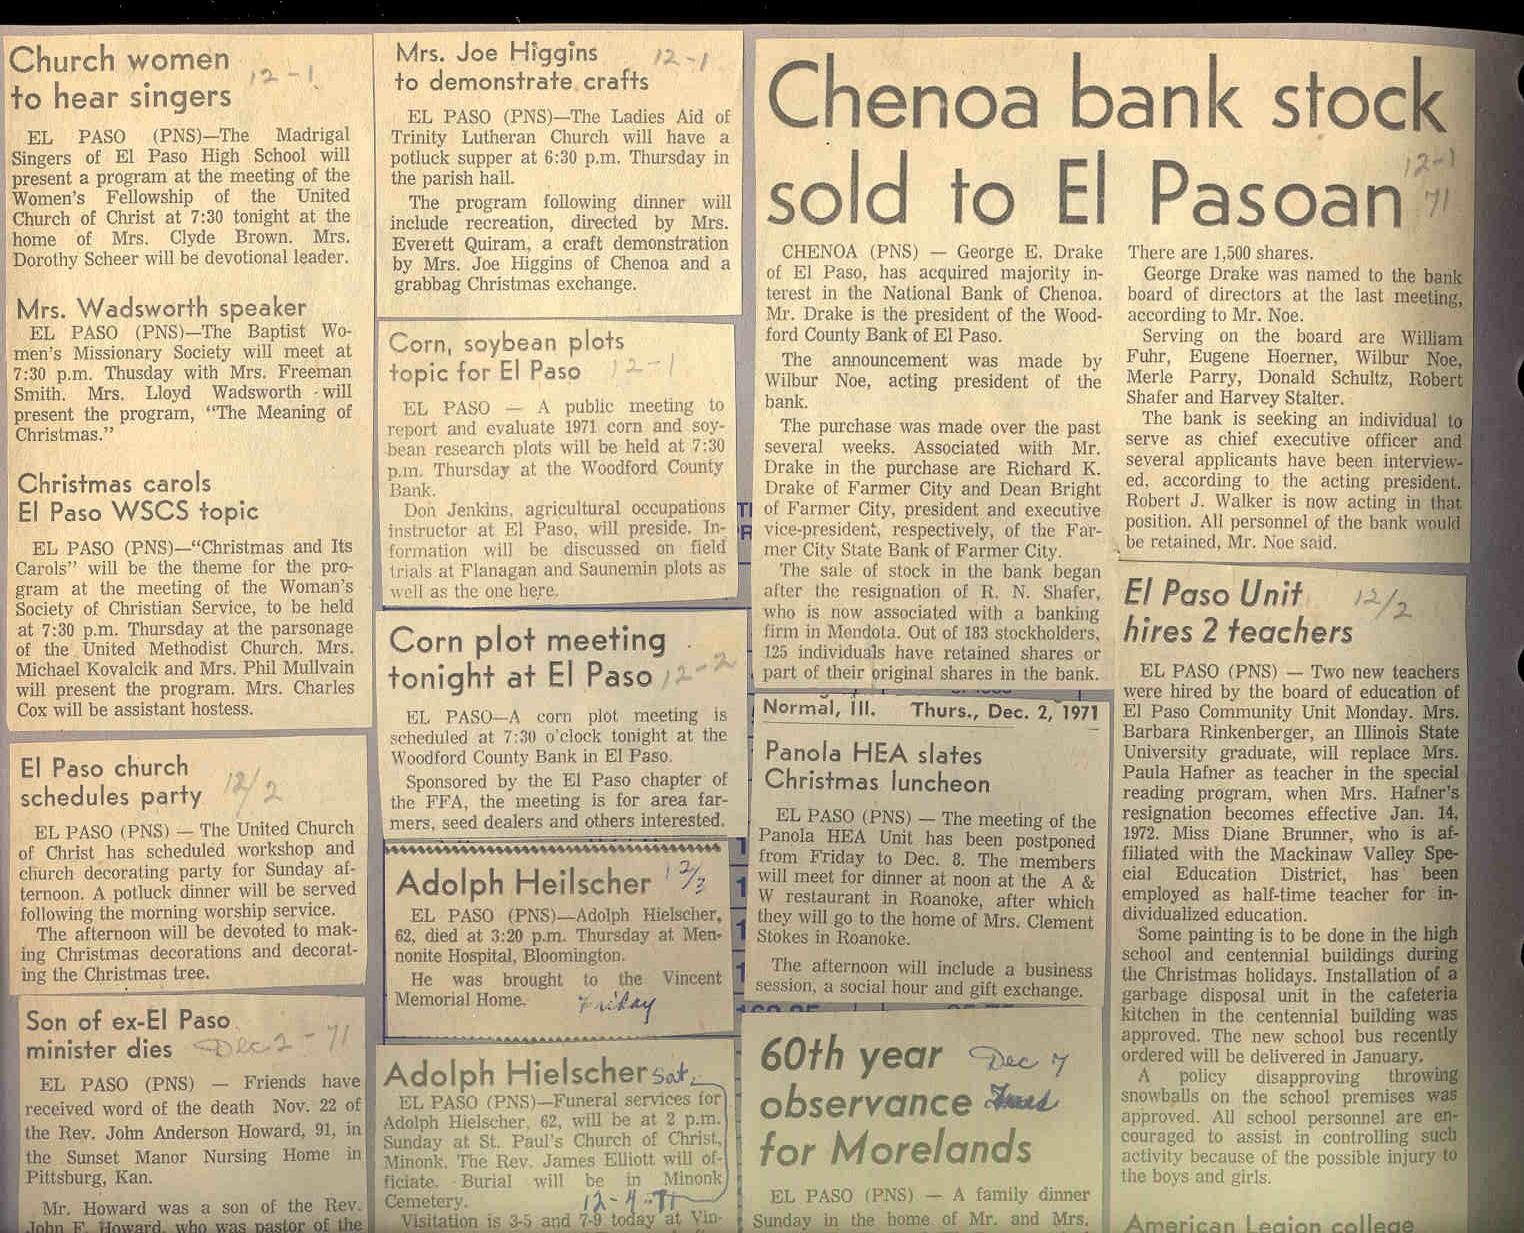 Church women
to hear singers
12-1
EL PASO (PNS)—The Madrigal
Singers of El Paso High School will
present a program at the meeting of the
Women's Fellowship of the United
Church of Christ at 7:30 tonight at the
home of Mrs. Clyde Brown. Mrs.
Dorothy Scheer will be devotional leader.
Mrs. Wadsworth speaker
EL PASO (PNS)—The Baptist Wo-
men's Missionary Society will meet at
7:30 p.m. Thusday with Mrs. Freeman
Smith. Mrs. Lloyd Wadsworth will
present the program, "The Meaning of
Christmas."
Christmas carols
El Paso WSCS topic
EL PASO (PNS)—"Christmas and Its
Carols" will be the theme for the pro-
gram at the meeting of the Woman's
Society of Christian Service, to be held
at 7:30 p.m. Thursday at the parsonage
of the United Methodist Church. Mrs.
Michael Kovalcik and Mrs. Phil Mullvain
will present the program. Mrs. Charles
Cox will be assistant hostess.
El Paso church
schedules party
12/2
EL PASO (PNS) — The United Church
of Christ has scheduled workshop and
church decorating party for Sunday af-
ternoon. A potluck dinner will be served
following the morning worship service.
The afternoon will be devoted to mak-
ing Christmas decorations and decorat-
ing the Christmas tree.
Son of ex-El Paso
minister dies
Dec 2 - 71
EL PASO (PNS) — Friends have
received word of the death Nov. 22 of
the Rev. John Anderson Howard, 91, in
the Sunset Manor Nursing Home in
Pittsburg, Kan.
Mr. Howard was a son of the Rev.
John F. Howard, who was pastor of the
Mrs. Joe Higgins
to demonstrate crafts
12-1
EL PASO (PNS)—The Ladies Aid of
Trinity Lutheran Church will have a
potluck supper at 6:30 p.m. Thursday in
the parish hall.
The program following dinner will
include recreation, directed by Mrs.
Everett Quiram, a craft demonstration
by Mrs. Joe Higgins of Chenoa and a
grabbag Christmas exchange.
Corn, soybean plots
topic for El Paso
12-1
EL PASO — A public meeting to
report and evaluate 1971 corn and soy-
bean research plots will be held at 7:30
p.m. Thursday at the Woodford County
Bank.
Don Jenkins, agricultural occupations
instructor at El Paso, will preside. In-
formation will be discussed on field
trials at Flanagan and Saunemin plots as
well as the one here.
Corn plot meeting
tonight at El Paso
12-2
EL PASO—A corn plot meeting is
scheduled at 7:30 o'clock tonight at the
Woodford County Bank in El Paso.
Sponsored by the El Paso chapter of
the FFA, the meeting is for area far-
mers, seed dealers and others interested.
Adolph Heilscher
12/3
EL PASO (PNS)—Adolph Hielscher,
62, died at 3:20 p.m. Thursday at Men-
nonite Hospital, Bloomington.
He was brought to the Vincent
Memorial Home.
Friday
Adolph Hielscher
Sat.
EL PASO (PNS)—Funeral services for
Adolph Hielscher, 62, will be at 2 p.m.
Sunday at St. Paul's Church of Christ,
Minonk. The Rev. James Elliott will of-
ficiate. Burial will be in Minonk
Cemetery.
12-4-71
Visitation is 3-5 and 7-9 today at Vin-
Chenoa bank stock
sold to El Pasoan
12-1
71
CHENOA (PNS) — George E. Drake
of El Paso, has acquired majority in-
terest in the National Bank of Chenoa.
Mr. Drake is the president of the Wood-
ford County Bank of El Paso.
The announcement was made by
Wilbur Noe, acting president of the
bank.
The purchase was made over the past
several weeks. Associated with Mr.
Drake in the purchase are Richard K.
Drake of Farmer City and Dean Bright
of Farmer City, president and executive
vice-president, respectively, of the Far-
mer City State Bank of Farmer City.
The sale of stock in the bank began
after the resignation of R. N. Shafer,
who is now associated with a banking
firm in Mendota. Out of 183 stockholders,
125 individuals have retained shares or
part of their original shares in the bank.
There are 1,500 shares.
George Drake was named to the bank
board of directors at the last meeting,
according to Mr. Noe.
Serving on the board are William
Fuhr, Eugene Hoerner, Wilbur Noe,
Merle Parry, Donald Schultz, Robert
Shafer and Harvey Stalter.
The bank is seeking an individual to
serve as chief executive officer and
several applicants have been interview-
ed, according to the acting president.
Robert J. Walker is now acting in that
position. All personnel of the bank would
be retained, Mr. Noe said.
Normal, Ill. Thurs., Dec. 2, 1971
Panola HEA slates
Christmas luncheon
EL PASO (PNS) — The meeting of the
Panola HEA Unit has been postponed
from Friday to Dec. 8. The members
will meet for dinner at noon at the A &
W restaurant in Roanoke, after which
they will go to the home of Mrs. Clement
Stokes in Roanoke.
The afternoon will include a business
session, a social hour and gift exchange.
60th year
observance
for Morelands
Dec 7
EL PASO (PNS) — A family dinner
Sunday in the home of Mr. and Mrs.
El Paso Unit
hires 2 teachers
12/2
EL PASO (PNS) — Two new teachers
were hired by the board of education of
El Paso Community Unit Monday. Mrs.
Barbara Rinkenberger, an Illinois State
University graduate, will replace Mrs.
Paula Hafner as teacher in the special
reading program, when Mrs. Hafner's
resignation becomes effective Jan. 14,
1972. Miss Diane Brunner, who is af-
filiated with the Mackinaw Valley Spe-
cial Education District, has been
employed as half-time teacher for in-
dividualized education.
Some painting is to be done in the high
school and centennial buildings during
the Christmas holidays. Installation of a
garbage disposal unit in the cafeteria
kitchen in the centennial building was
approved. The new school bus recently
ordered will be delivered in January.
A policy disapproving throwing
snowballs on the school premises was
approved. All school personnel are en-
couraged to assist in controlling such
activity because of the possible injury to
the boys and girls.
American Legion college